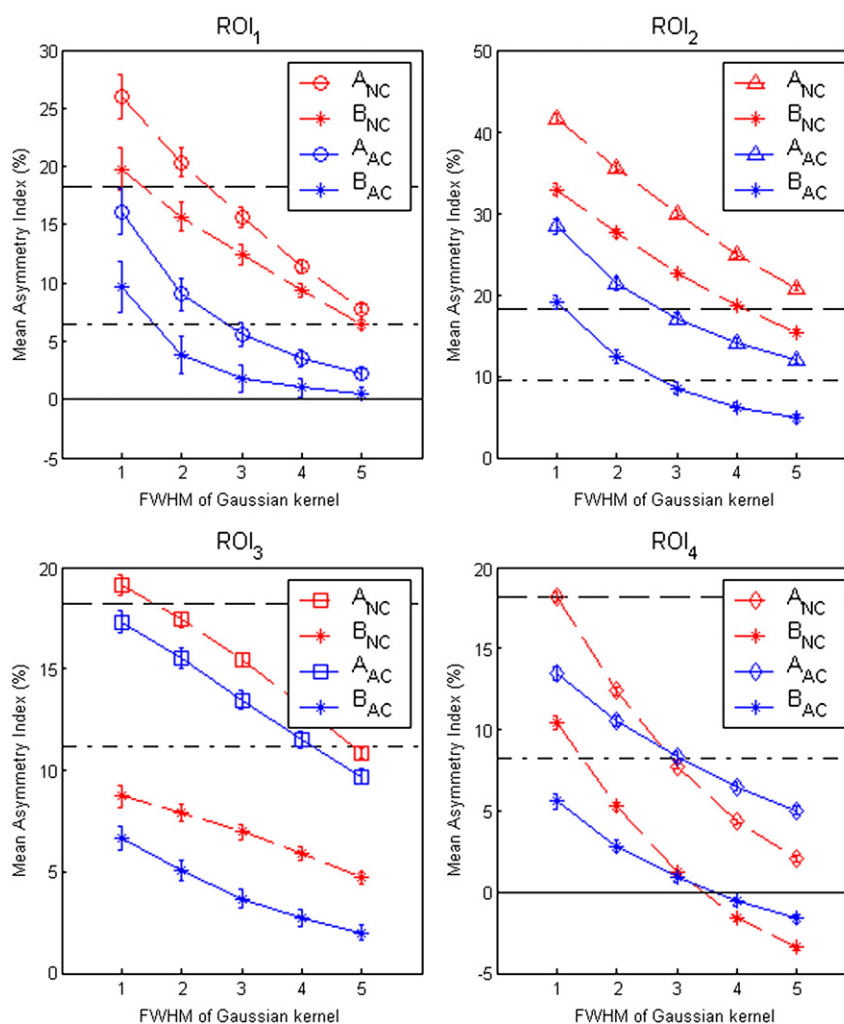 ROI1
Mean Asymmetry Index (%)
30
25
20
15
10
5
0
-5
1 2 3 4 5
FWHM of Gaussian kernel
ANC
BNC
AAC
BAC
ROI2
Mean Asymmetry Index (%)
50
40
30
20
10
0
1 2 3 4 5
FWHM of Gaussian kernel
ANC
BNC
AAC
BAC
ROI3
Mean Asymmetry Index (%)
20
15
10
5
0
1 2 3 4 5
FWHM of Gaussian kernel
ANC
BNC
AAC
BAC
ROI4
Mean Asymmetry Index (%)
20
15
10
5
0
-5
1 2 3 4 5
FWHM of Gaussian kernel
ANC
BNC
AAC
BAC